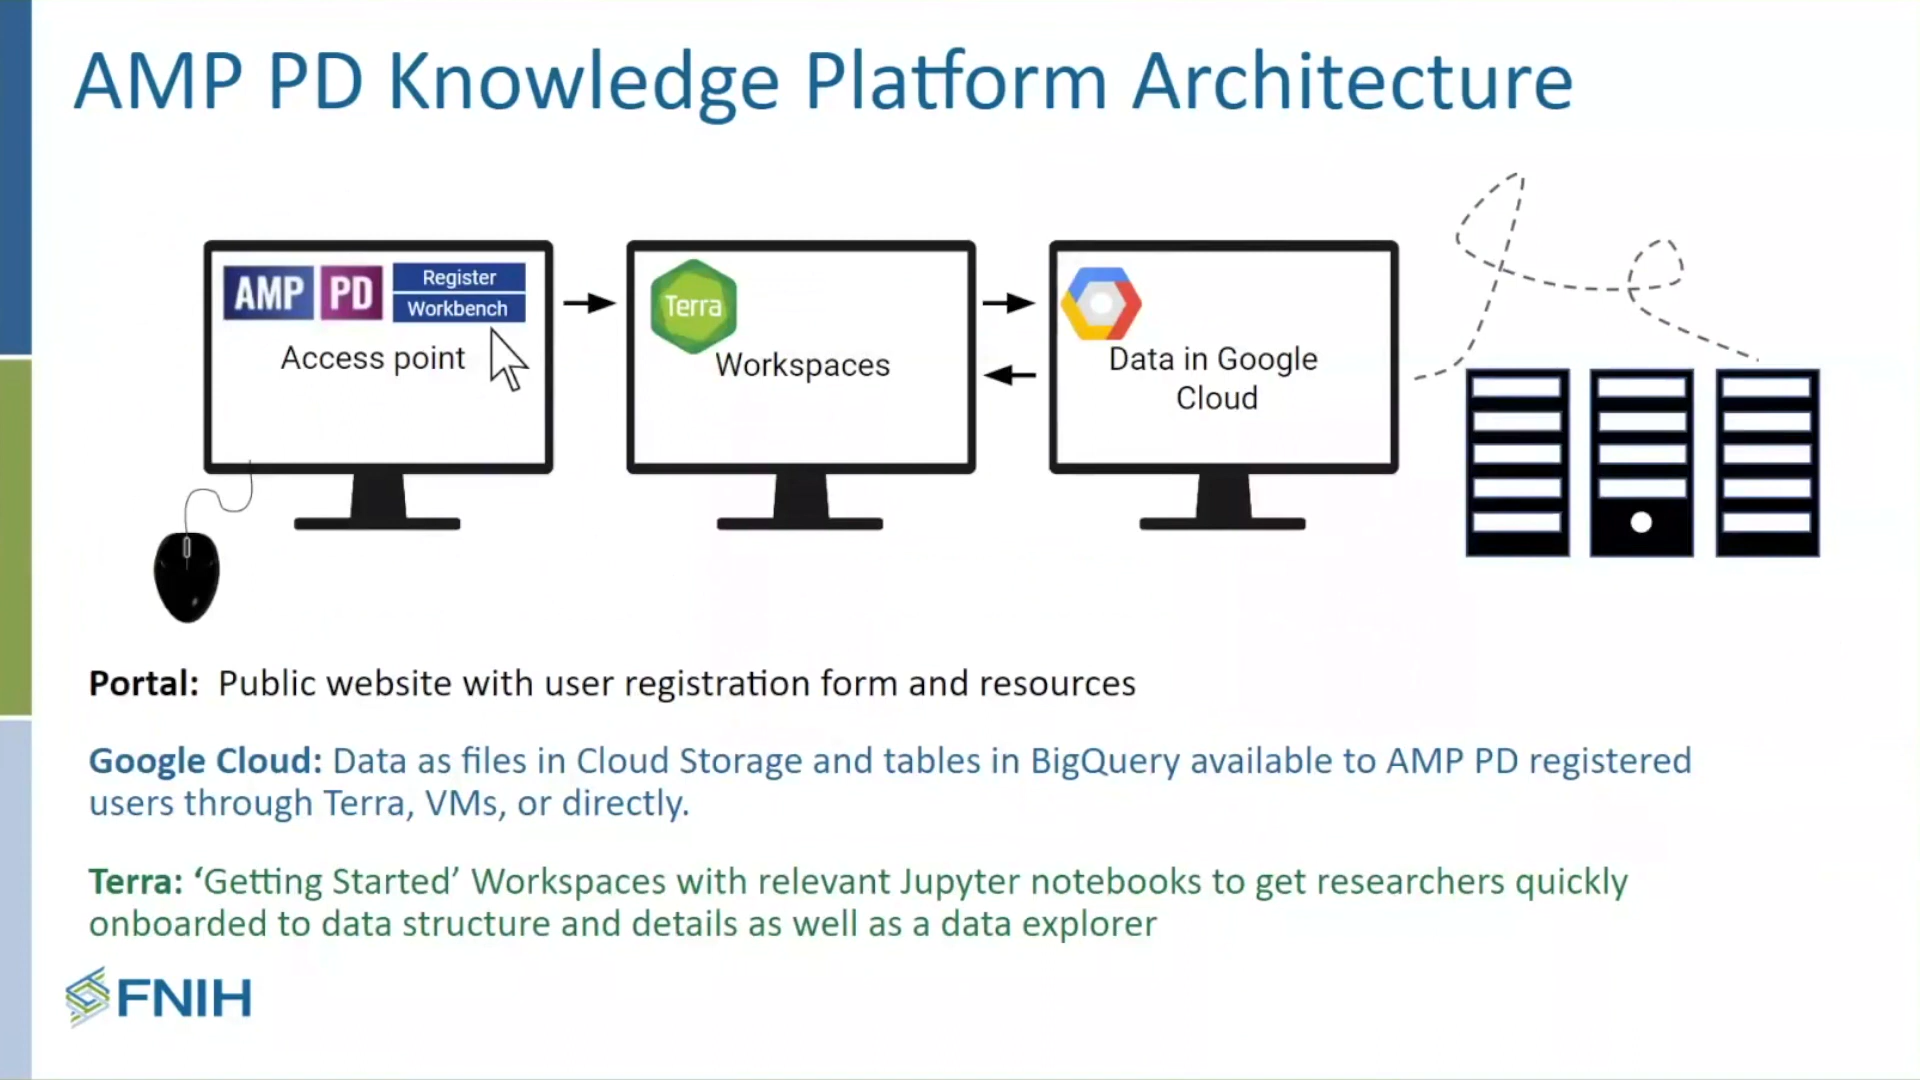 AMP PD Knowledge Platform Architecture
AMP PD
Register
Workbench
Access point
Terra
Workspaces
Data in Google
Cloud
Portal: Public website with user registration form and resources
Google Cloud: Data as files in Cloud Storage and tables in BigQuery available to AMP PD registered
users through Terra, VMs, or directly.
Terra: ‘Getting Started’ Workspaces with relevant Jupyter notebooks to get researchers quickly
onboarded to data structure and details as well as a data explorer
FNIH